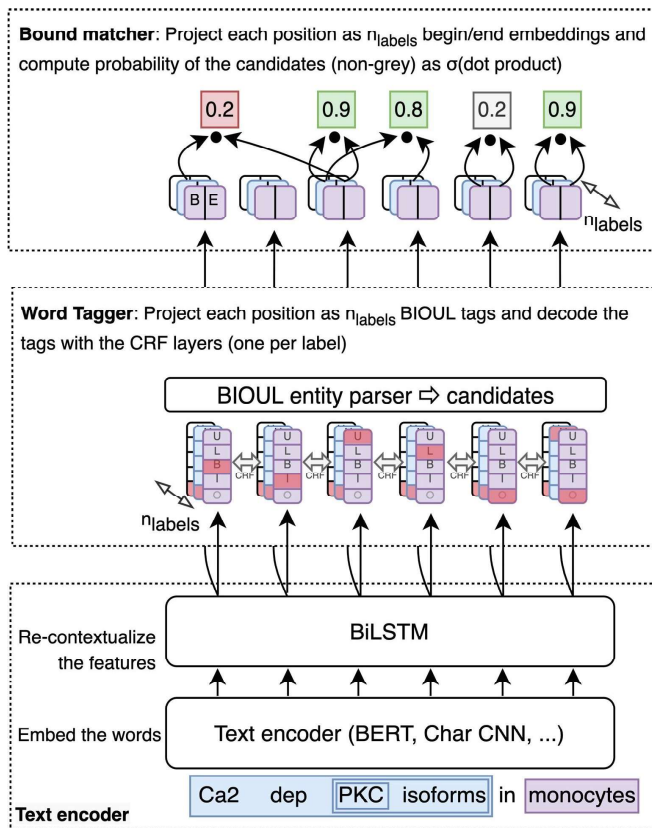 Bound matcher: Project each position as nlabels begin/end embeddings and
compute probability of the candidates (non-grey) as σ(dot product)
0.2 0.9 0.8 0.2 0.9
B E
nlabels
Word Tagger: Project each position as nlabels BIOUL tags and decode the
tags with the CRF layers (one per label)
BIOUL entity parser ⇨ candidates
U U U U U U
L L L L L L
B B B B B B
CRF CRF CRF CRF CRF
I I I I I I
O O O O O O
nlabels
BiLSTM
Re-contextualize
the features
Embed the words
Text encoder (BERT, Char CNN, ...)
Ca2 dep PKC isoforms in monocytes
Text encoder